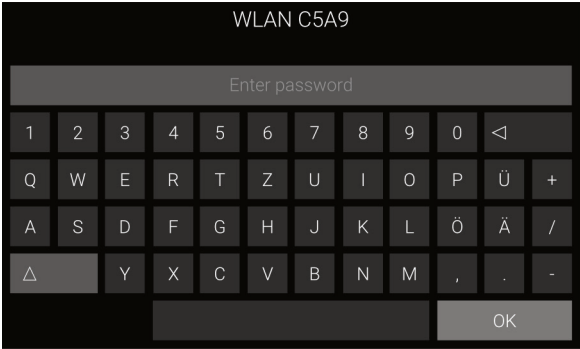 WLAN C5A9
Enter password
1 2 3 4 5 6 7 8 9 0
Q W E R T Z U I O P Ü +
A S D F G H J K L Ö Ä /
Y X C V B N M , . -
OK